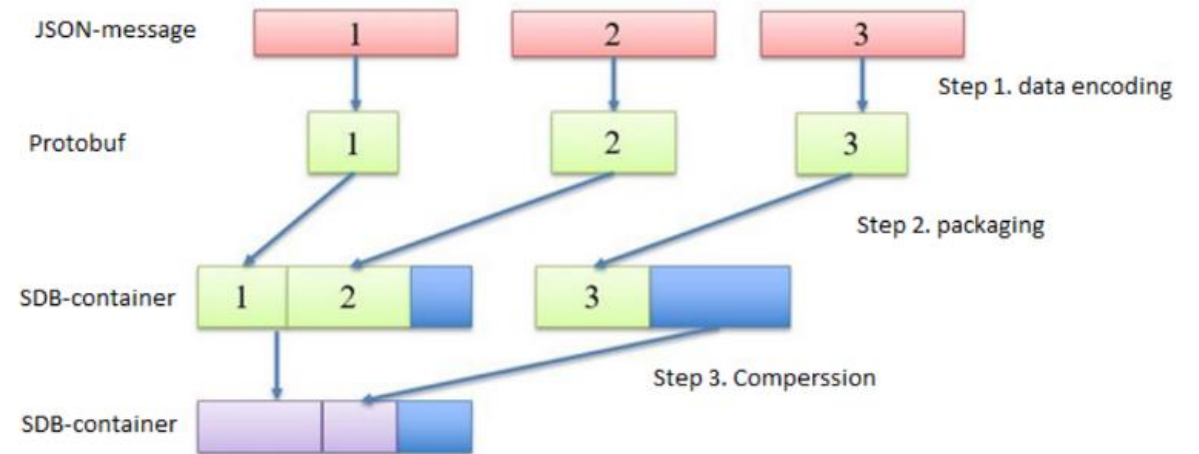 JSON-message
1
2
3
Step 1. data encoding
Protobuf
1
2
3
Step 2. packaging
SDB-container
1
2
3
Step 3. Comperssion
SDB-container